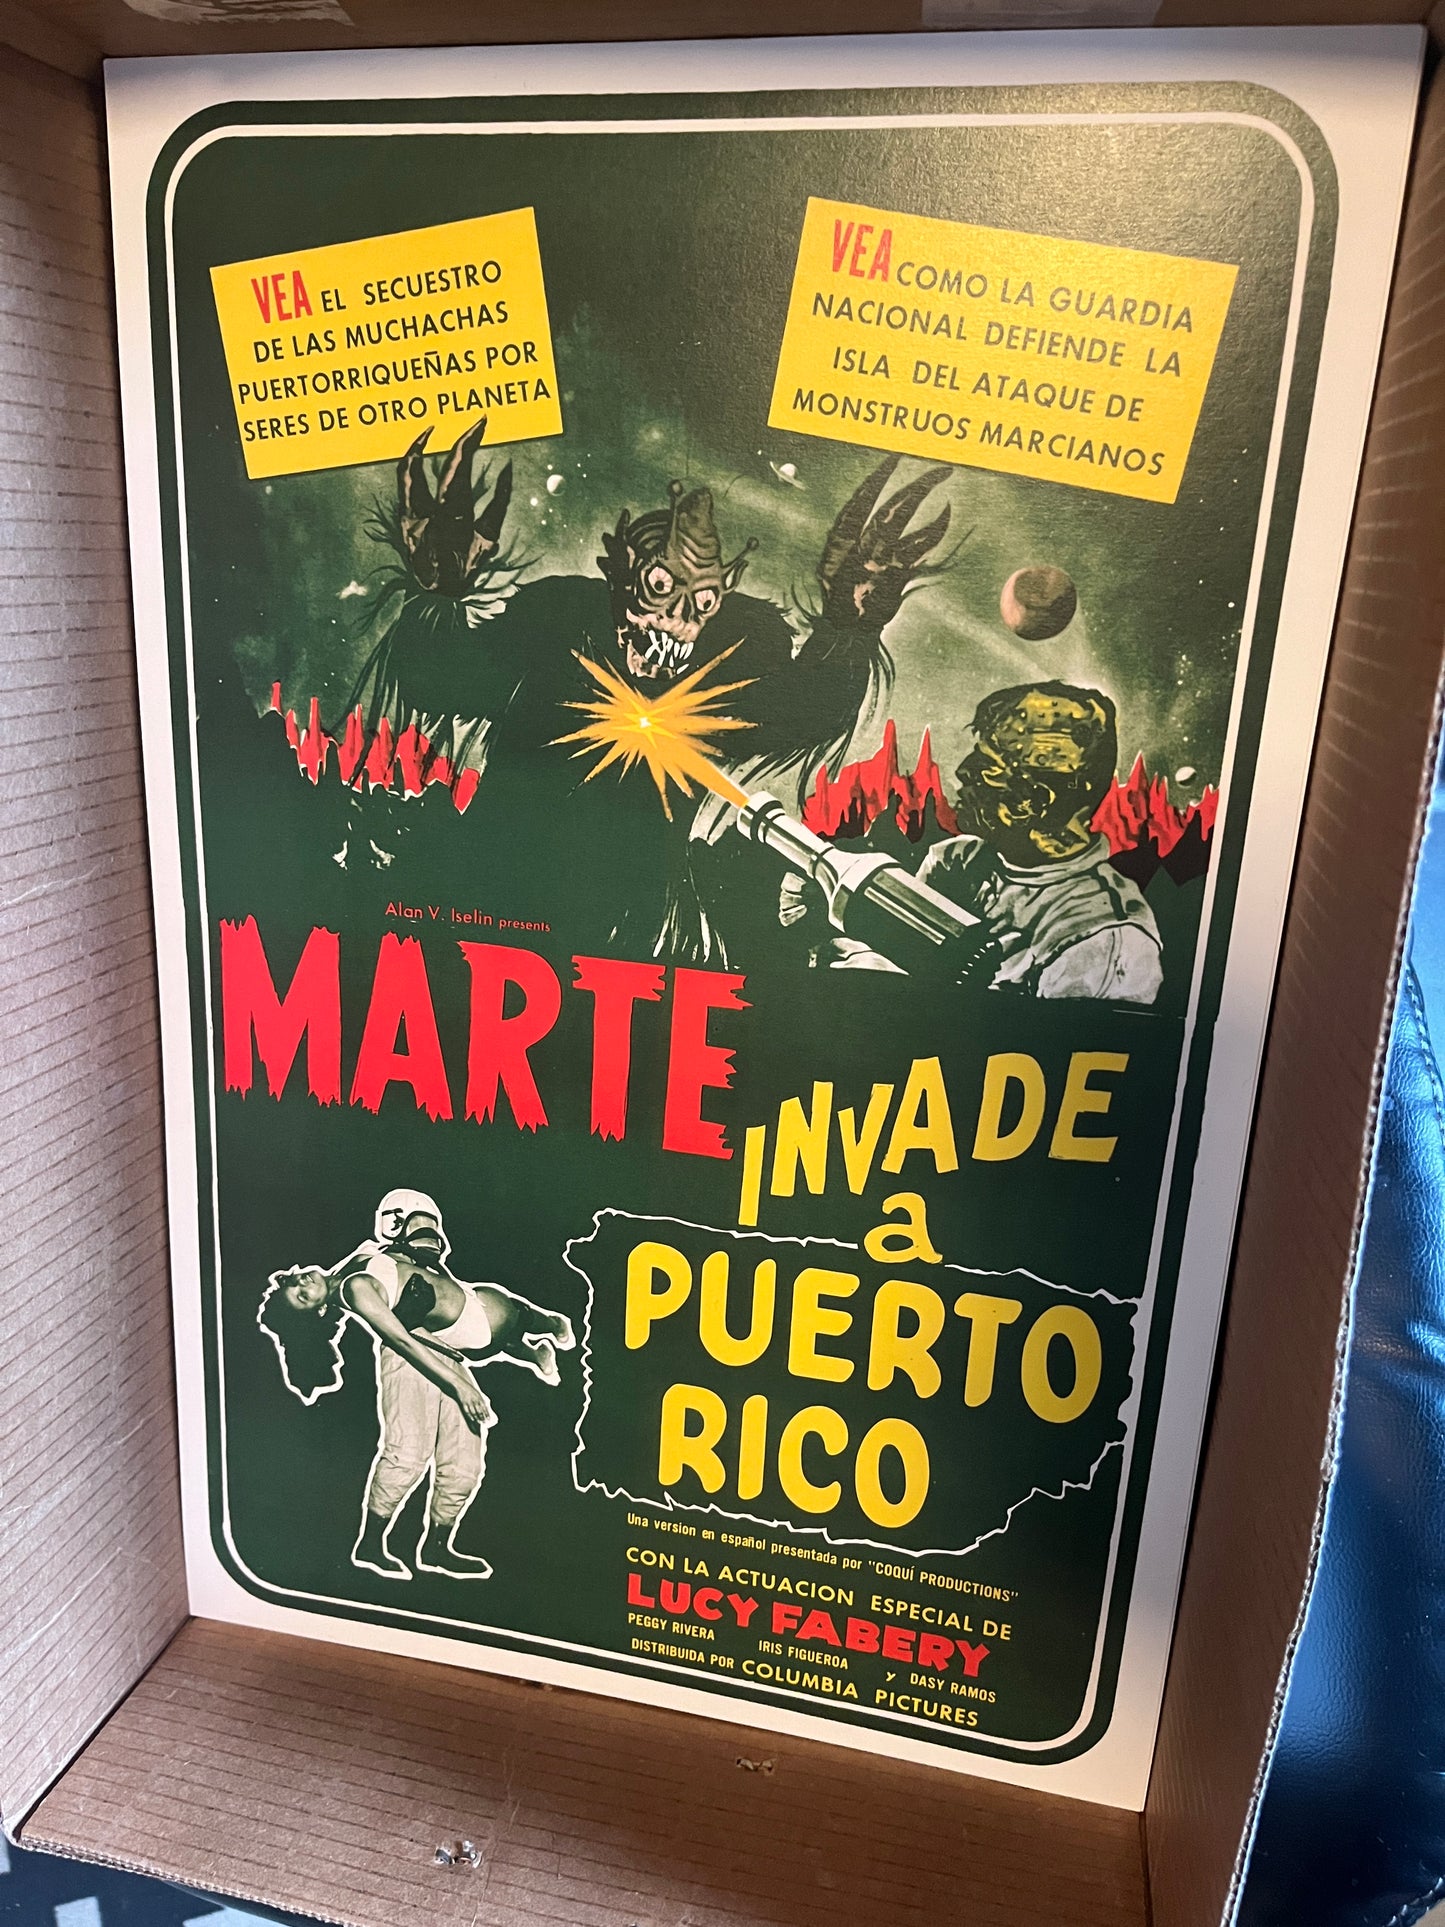 VEA EL SECUESTRO
DE LAS MUCHACHAS
PUERTORRIQUEÑAS POR
SERES DE OTRO PLANETA
VEA COMO LA GUARDIA
NACIONAL DEFIENDE LA
ISLA DEL ATAQUE DE
MONSTRUOS MARCIANOS
Alan V. Iselin presents
MARTE
INVADE
a
PUERTO
RICO
Una version en español presentada por "COQUÍ PRODUCTIONS"
CON LA ACTUACION ESPECIAL DE
LUCY FABERY
PEGGY RIVERA IRIS FIGUEROA y DASY RAMOS
DISTRIBUIDA POR COLUMBIA PICTURES